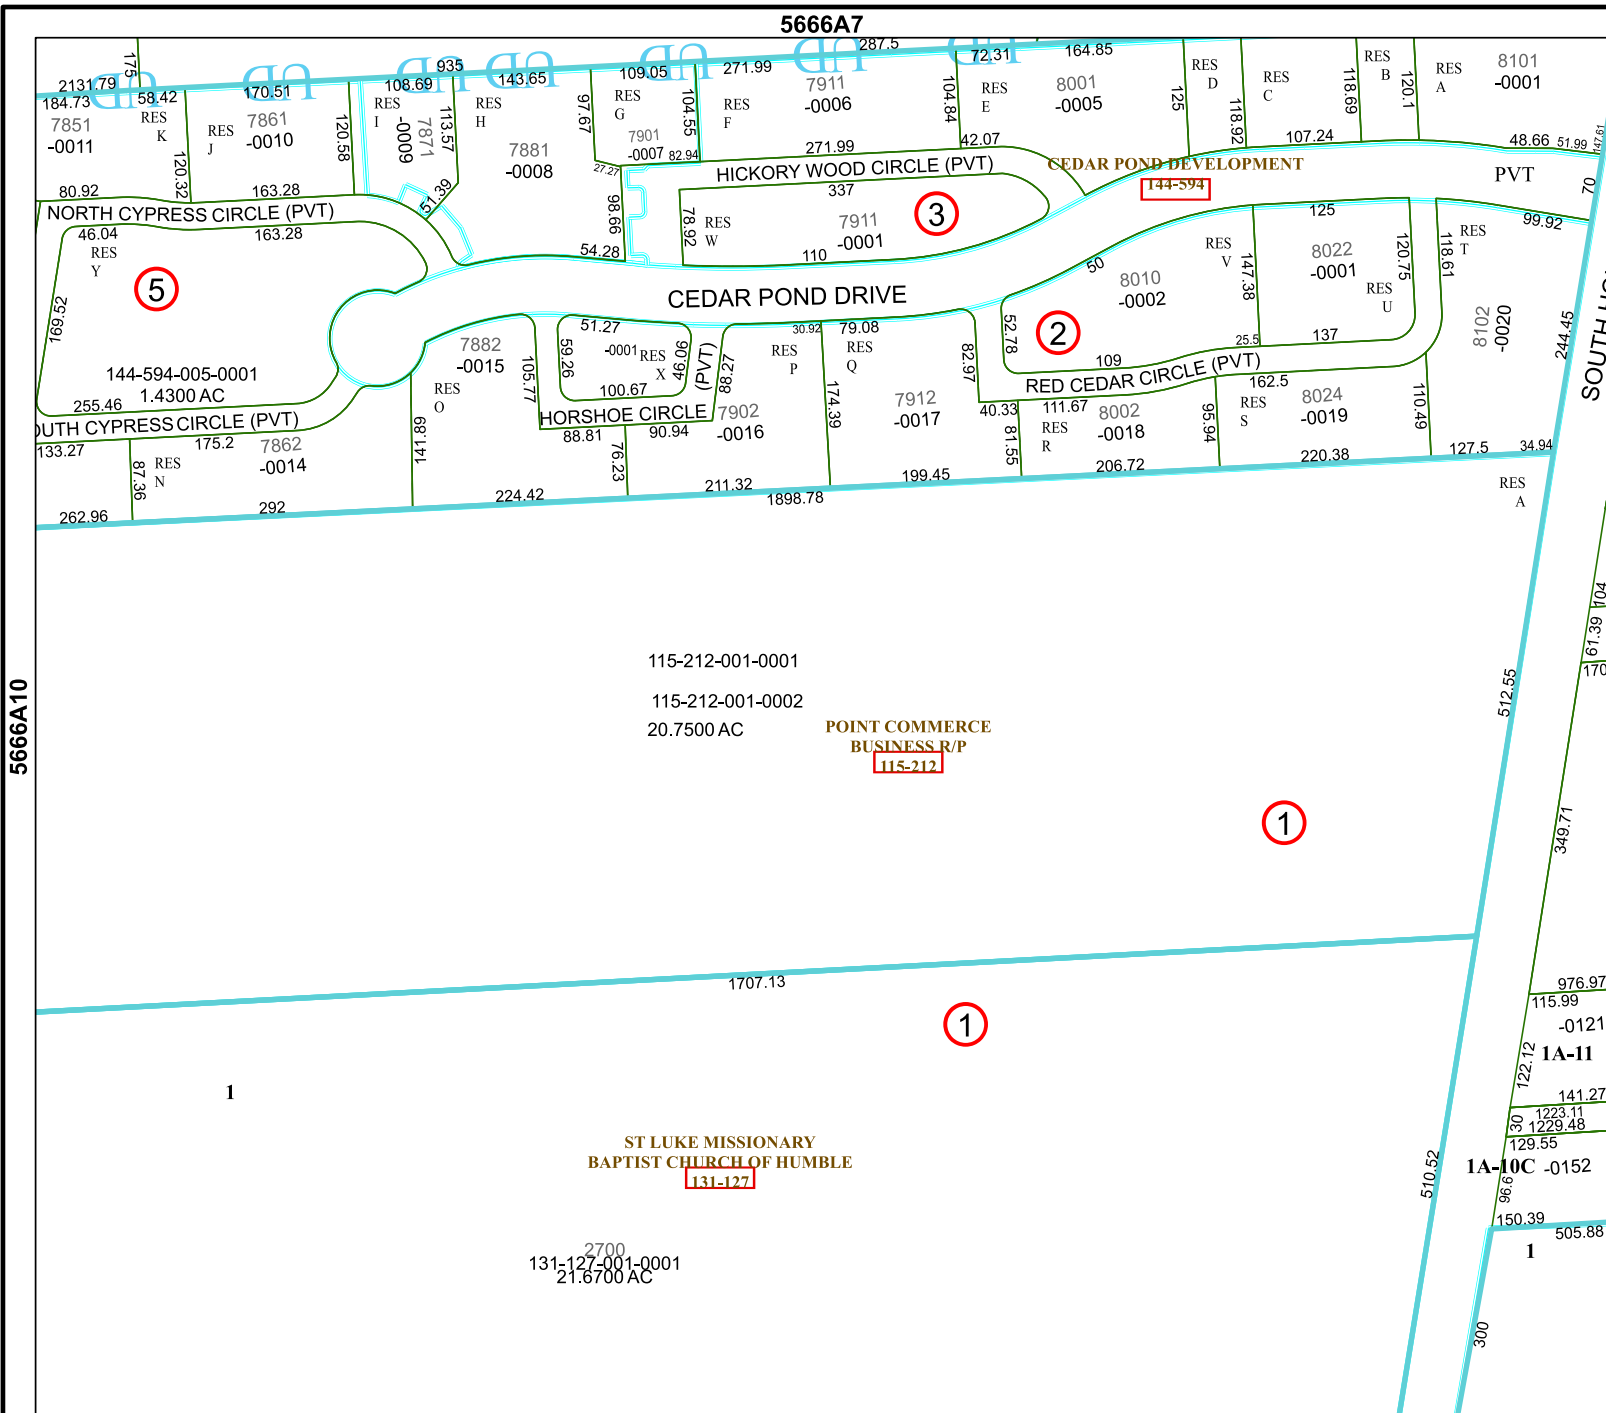 5666A7
5666A10
175
2131.79
184.73
58.42
935
170.51
108.69
143.65
109.05
271.99
287.5
72.31
164.85
7851
-0011
RES
K
RES
J
7861
-0010
120.32
120.58
RES
I
-0009
7871
113.57
RES
H
7881
-0008
97.67
RES
G
7901
-0007
82.94
104.55
RES
F
7911
-0006
104.84
RES
E
8001
-0005
125
RES
D
118.92
RES
C
118.69
RES
B
120.1
RES
A
8101
-0001
80.92
163.28
51.39
27.27
271.99
42.07
107.24
48.66
51.99
147.61
NORTH CYPRESS CIRCLE (PVT)
HICKORY WOOD CIRCLE (PVT)
CEDAR POND DEVELOPMENT
144-594
PVT
70
46.04
163.28
RES
Y
5
169.52
98.66
54.28
78.92
RES
W
337
7911
-0001
3
110
50
CEDAR POND DRIVE
RES
V
147.38
125
8022
-0001
120.75
RES
U
118.61
RES
T
99.92
8102
-0020
244.45
8010
-0002
2
52.78
109
25.5
137
RED CEDAR CIRCLE (PVT)
144-594-005-0001
1.4300 AC
255.46
OUTH CYPRESS CIRCLE (PVT)
133.27
175.2
7862
-0014
87.36
RES
N
262.96
292
7882
-0015
RES
O
141.89
105.77
59.26
51.27
-0001
RES
X
46.06
100.67
(PVT)
88.27
HORSHOE CIRCLE
88.81
90.94
76.23
7902
-0016
RES
P
30.92
79.08
RES
Q
174.39
7912
-0017
82.97
40.33
111.67
81.55
RES
R
8002
-0018
95.94
162.5
RES
S
8024
-0019
110.49
127.5
34.94
224.42
211.32
1898.78
199.45
206.72
220.38
RES
A
104
61.39
170
512.55
115-212-001-0001
115-212-001-0002
20.7500 AC
POINT COMMERCE
BUSINESS R/P
115-212
1
349.71
1707.13
1
976.97
115.99
-0121
1A-11
122.12
141.27
1223.11
30
1229.48
129.55
1A-10C
-0152
96.6
150.39
505.88
1
1
ST LUKE MISSIONARY
BAPTIST CHURCH OF HUMBLE
131-127
510.52
2700
131-127-001-0001
21.6700 AC
300